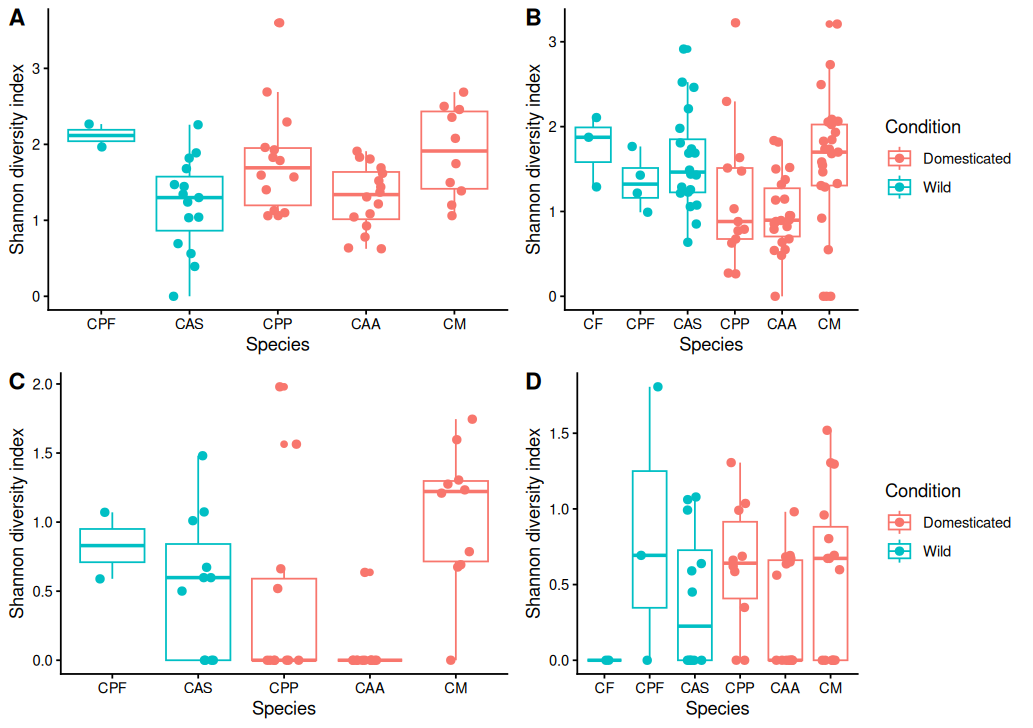 A
Shannon diversity index
3
2
1
0
CPF CAS CPP CAA CM
Species
B
Shannon diversity index
3
2
1
0
CF CPF CAS CPP CAA CM
Species
Condition
Domesticated
Wild
C
Shannon diversity index
2.0
1.5
1.0
0.5
0.0
CPF CAS CPP CAA CM
Species
D
Shannon diversity index
1.5
1.0
0.5
0.0
CF CPF CAS CPP CAA CM
Species
Condition
Domesticated
Wild